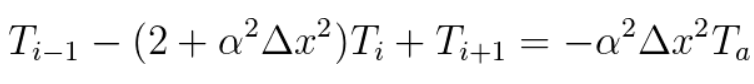 $T_{i-1} - (2 + \alpha^2 \Delta x^2) T_i + T_{i+1} = -\alpha^2 \Delta x^2 T_a$